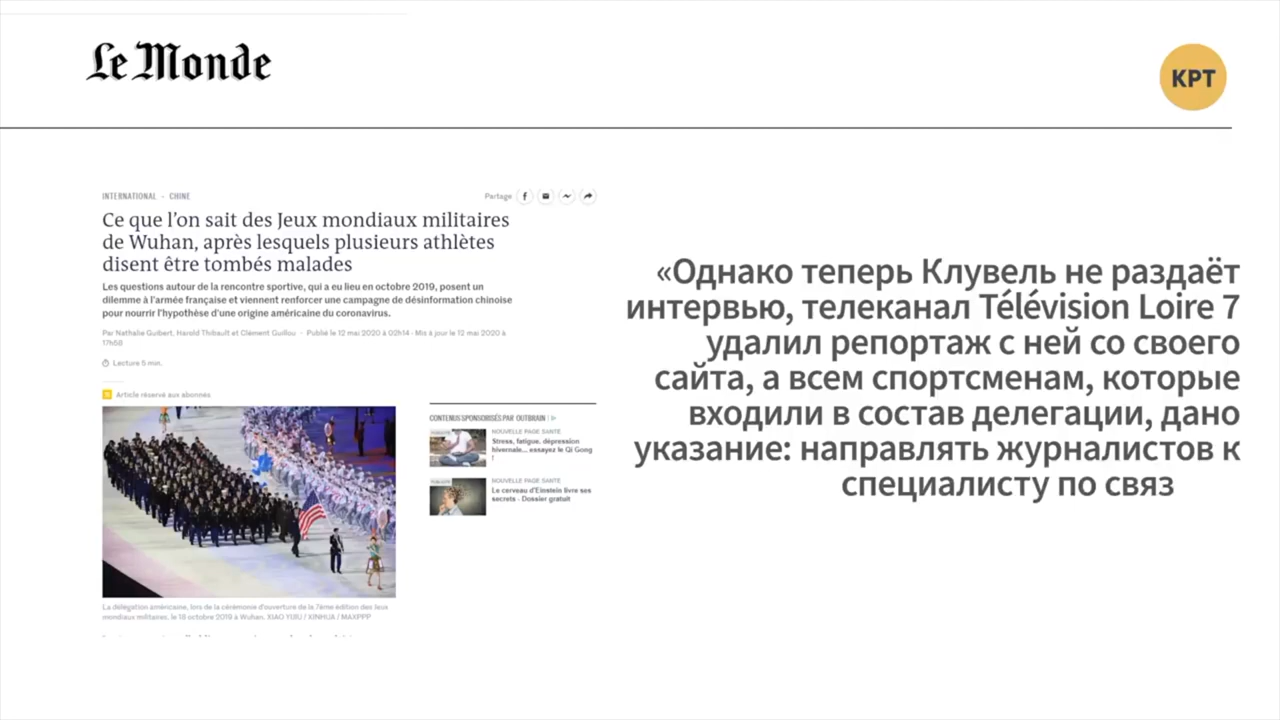 Le Monde
КРТ
INTERNATIONAL - CHINE
Partage
Ce que l'on sait des Jeux mondiaux militaires
de Wuhan, après lesquels plusieurs athlètes
disent être tombés malades
Les questions autour de la rencontre sportive, qui a eu lieu en octobre 2019, posent un
dilemme à l'armée française et viennent renforcer une campagne de désinformation chinoise
pour nourrir l'hypothèse d'une origine américaine du coronavirus.
Par Nathalie Guibert, Harold Thibault et Clément Guillou · Publié le 12 mai 2020 à 02h14 - Mis à jour le 12 mai 2020 à
17h58
Lecture 5 min.
Article réservé aux abonnés
La délégation américaine, lors de la cérémonie d'ouverture de la 7ème édition des Jeux
mondiaux militaires, le 18 octobre 2019 à Wuhan. XIAO YIJIU / XINHUA / MAXPPP
CONTENUS SPONSORISÉS PAR OUTBRAIN
NOUVELLE PAGE SANTÉ
Stress, fatigue, dépression
hivernale... essayez le Qi Gong
!
NOUVELLE PAGE SANTÉ
Le cerveau d'Einstein livre ses
secrets - Dossier gratuit
«Однако теперь Клувель не раздаёт
интервью, телеканал Télévision Loire 7
удалил репортаж с ней со своего
сайта, а всем спортсменам, которые
входили в состав делегации, дано
указание: направлять журналистов к
специалисту по связ